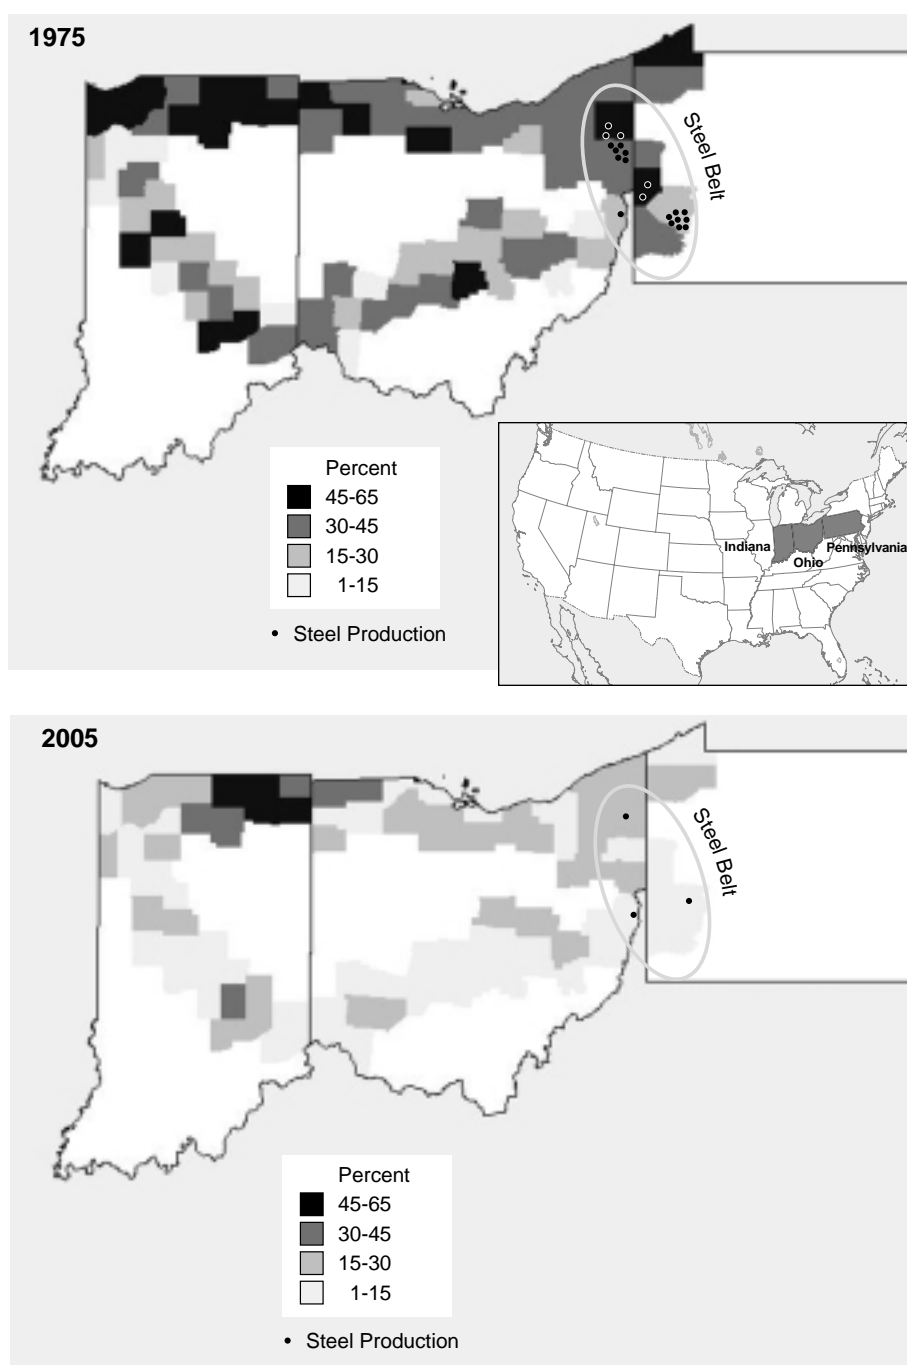 1975
Steel Belt
Percent
45-65
30-45
15-30
1-15
Steel Production
Indiana
Ohio
Pennsylvania
2005
Steel Belt
Percent
45-65
30-45
15-30
1-15
Steel Production